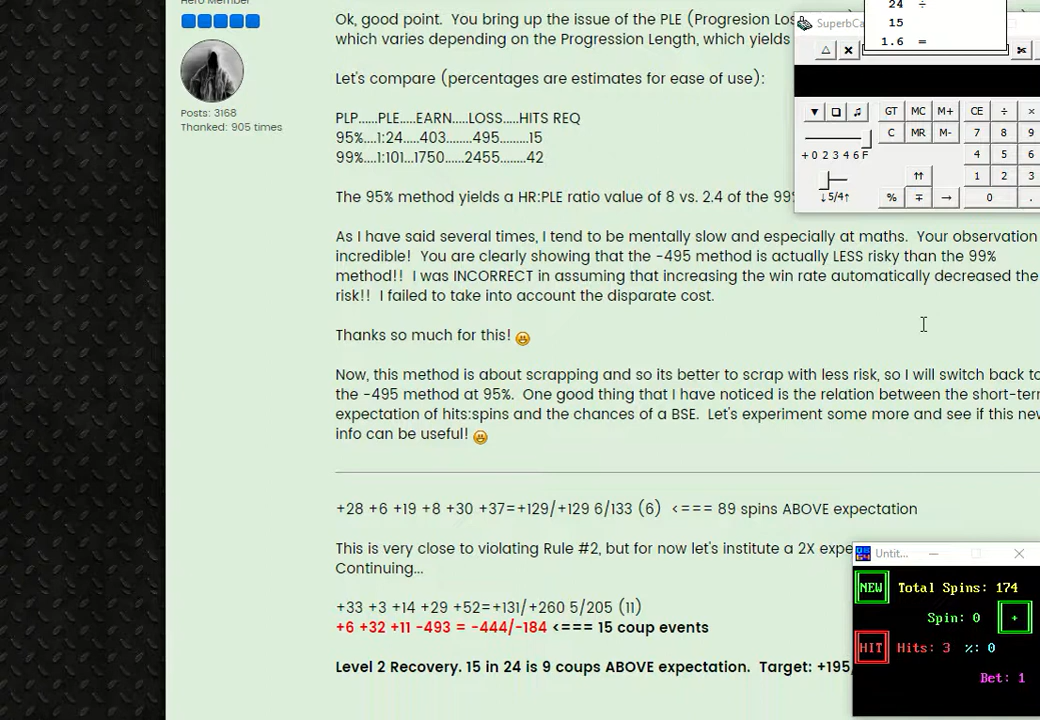 Hero Member
Posts: 3168
Thanked: 905 times
Ok, good point. You bring up the issue of the PLE (Progresion Los
which varies depending on the Progression Length, which yields
Let's compare (percentages are estimates for ease of use):
PLP......PLE.....EARN.....LOSS.....HITS REQ
95%....1:24.....403........495........15
99%....1:101...1750......2455........42
The 95% method yields a HR:PLE ratio value of 8 vs. 2.4 of the 99%
As I have said several times, I tend to be mentally slow and especially at maths. Your observation
incredible! You are clearly showing that the -495 method is actually LESS risky than the 99%
method!! I was INCORRECT in assuming that increasing the win rate automatically decreased the
risk!! I failed to take into account the disparate cost.
Thanks so much for this!
Now, this method is about scrapping and so its better to scrap with less risk, so I will switch back to
the -495 method at 95%. One good thing that I have noticed is the relation between the short-ter
expectation of hits:spins and the chances of a BSE. Let's experiment some more and see if this new
info can be useful!
+28 +6 +19 +8 +30 +37=+129/+129 6/133 (6) <=== 89 spins ABOVE expectation
This is very close to violating Rule #2, but for now let's institute a 2X expe
Continuing...
+33 +3 +14 +29 +52=+131/+260 5/205 (11)
+6 +32 +11 -493 = -444/-184 <=== 15 coup events
Level 2 Recovery. 15 in 24 is 9 coups ABOVE expectation. Target: +195,
24 ÷
15
1.6 =
SuperbCa
GT MC M+ CE ÷ ×
C MR M- 7 8 9
+ 0 2 3 4 6 F
4 5 6
↑↑ 1 2 3
↓5/4↑ % ∓ → 0 .
Untit...
NEW Total Spins: 174
Spin: 0 +
HIT Hits: 3 %: 0
Bet: 1